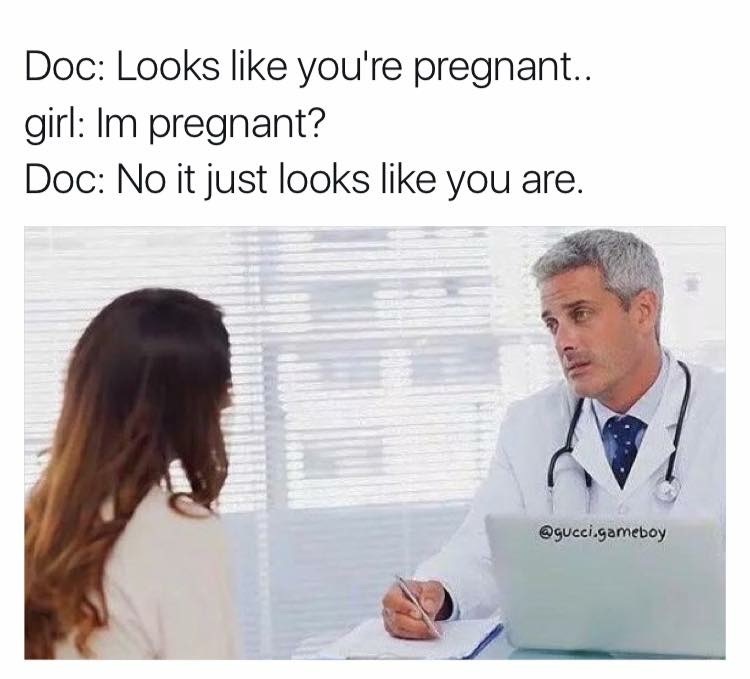 Doc: Looks like you're pregnant..
girl: Im pregnant?
Doc: No it just looks like you are.
@gucci.gameboy